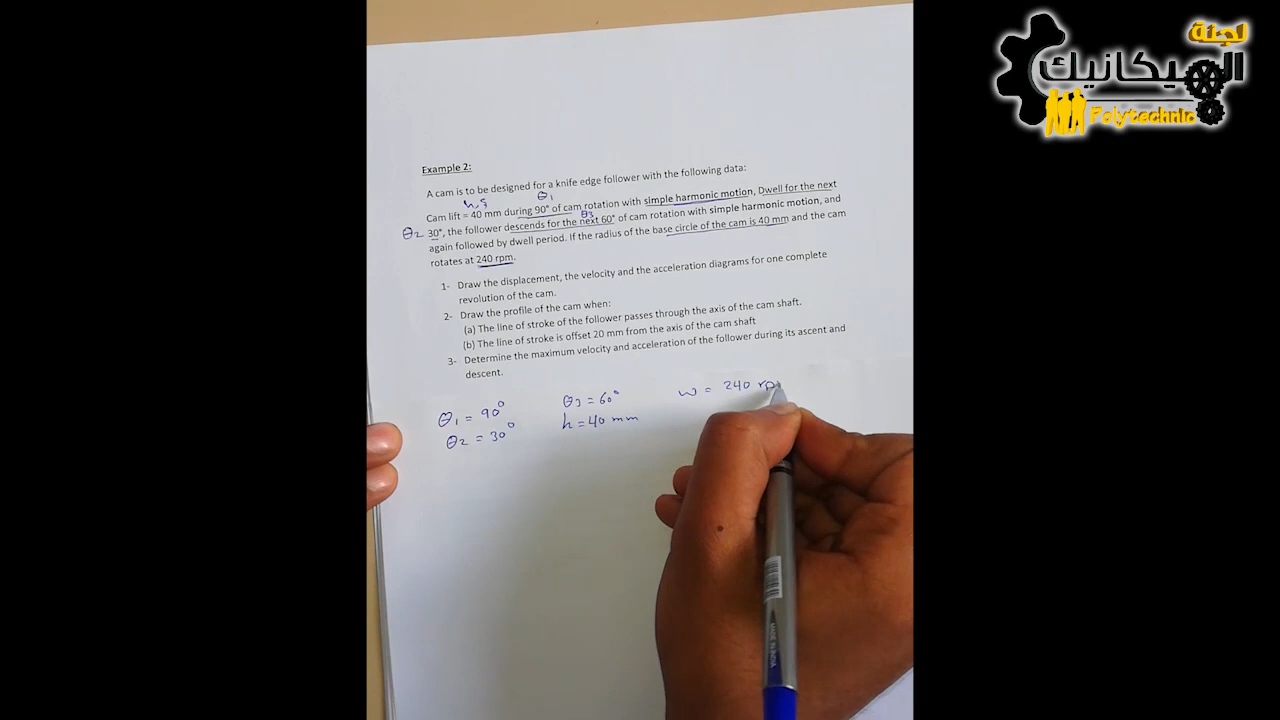 لجنة
الميكانيك
Polytechnic
Example 2:
A cam is to be designed for a knife edge follower with the following data:
h, S θ1
Cam lift = 40 mm during 90° of cam rotation with simple harmonic motion, Dwell for the next
θ2 30°, the follower descends for the next 60° of cam rotation with simple harmonic motion, and
θ3
again followed by dwell period. If the radius of the base circle of the cam is 40 mm and the cam
rotates at 240 rpm.
1- Draw the displacement, the velocity and the acceleration diagrams for one complete
revolution of the cam.
2- Draw the profile of the cam when:
(a) The line of stroke of the follower passes through the axis of the cam shaft.
(b) The line of stroke is offset 20 mm from the axis of the cam shaft
3- Determine the maximum velocity and acceleration of the follower during its ascent and
descent.
θ1 = 90° θ3 = 60° ω = 240 rp
θ2 = 30° h = 40 mm
MADE IN INDIA